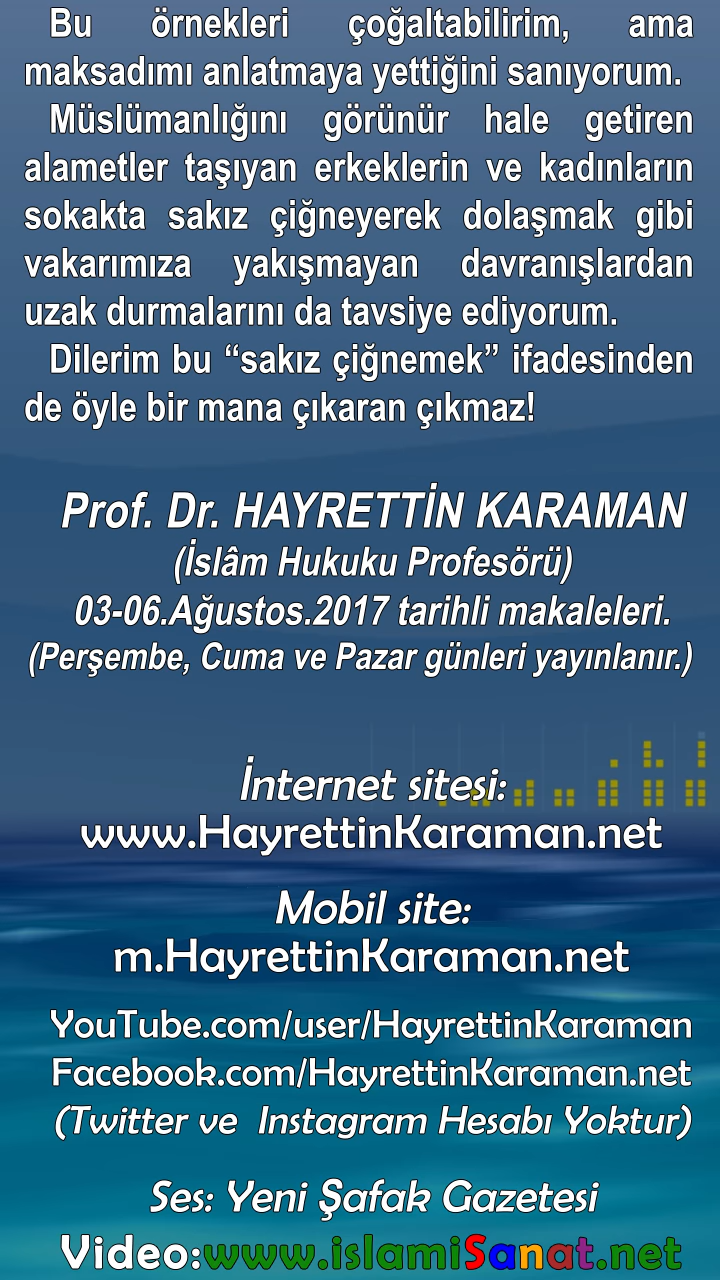 Bu örnekleri çoğaltabilirim, ama
maksadımı anlatmaya yettiğini sanıyorum.
Müslümanlığını görünür hale getiren
alametler taşıyan erkeklerin ve kadınların
sokakta sakız çiğneyerek dolaşmak gibi
vakarımıza yakışmayan davranışlardan
uzak durmalarını da tavsiye ediyorum.
Dilerim bu “sakız çiğnemek” ifadesinden
de öyle bir mana çıkaran çıkmaz!
Prof. Dr. HAYRETTİN KARAMAN
(İslâm Hukuku Profesörü)
03-06.Ağustos.2017 tarihli makaleleri.
(Perşembe, Cuma ve Pazar günleri yayınlanır.)
İnternet sitesi:
www.HayrettinKaraman.net
Mobil site:
m.HayrettinKaraman.net
YouTube.com/user/HayrettinKaraman
Facebook.com/HayrettinKaraman.net
(Twitter ve Instagram Hesabı Yoktur)
Ses: Yeni Şafak Gazetesi
Video:www.islamiSanat.net